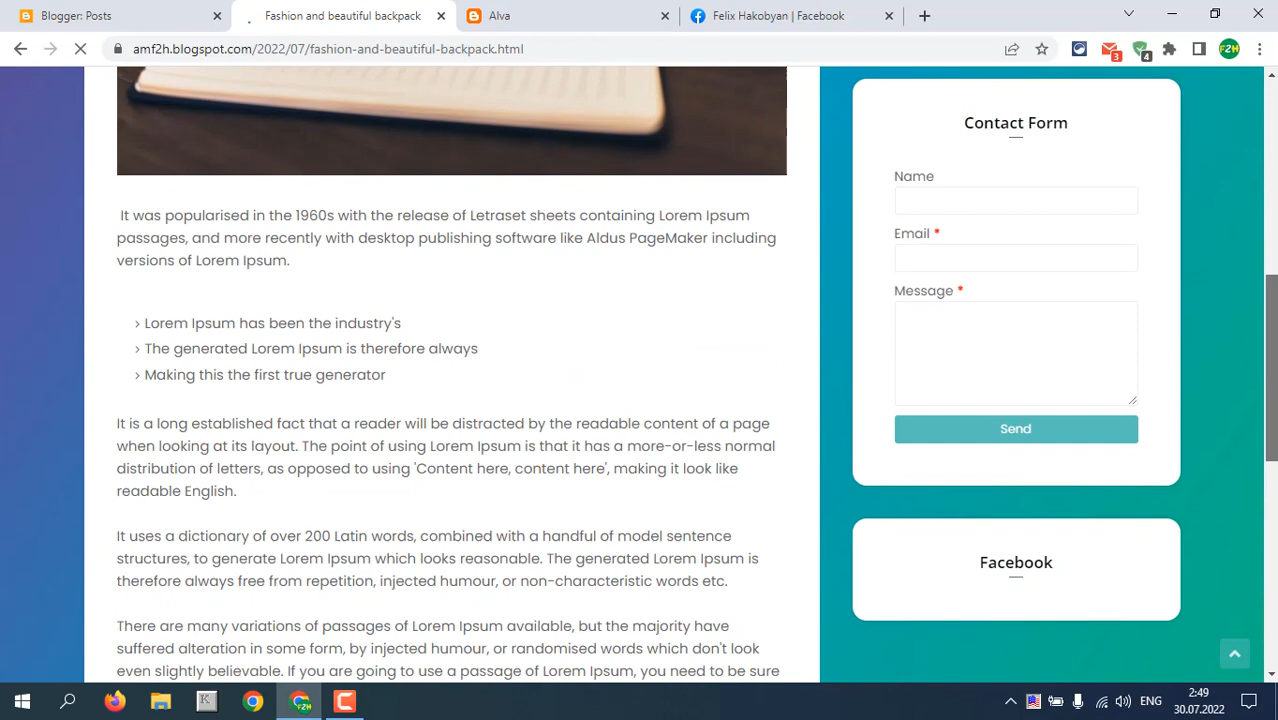 Blogger: Posts
Fashion and beautiful backpack
Alva
Felix Hakobyan | Facebook
amf2h.blogspot.com/2022/07/fashion-and-beautiful-backpack.html
3
4
F2H
It was popularised in the 1960s with the release of Letraset sheets containing Lorem Ipsum
passages, and more recently with desktop publishing software like Aldus PageMaker including
versions of Lorem Ipsum.
Lorem Ipsum has been the industry's
The generated Lorem Ipsum is therefore always
Making this the first true generator
It is a long established fact that a reader will be distracted by the readable content of a page
when looking at its layout. The point of using Lorem Ipsum is that it has a more-or-less normal
distribution of letters, as opposed to using 'Content here, content here', making it look like
readable English.
It uses a dictionary of over 200 Latin words, combined with a handful of model sentence
structures, to generate Lorem Ipsum which looks reasonable. The generated Lorem Ipsum is
therefore always free from repetition, injected humour, or non-characteristic words etc.
There are many variations of passages of Lorem Ipsum available, but the majority have
suffered alteration in some form, by injected humour, or randomised words which don't look
even slightly believable. If you are going to use a passage of Lorem Ipsum, you need to be sure
Contact Form
Name
Email *
Message *
Send
Facebook
K
F2H
ENG
2:49
30.07.2022